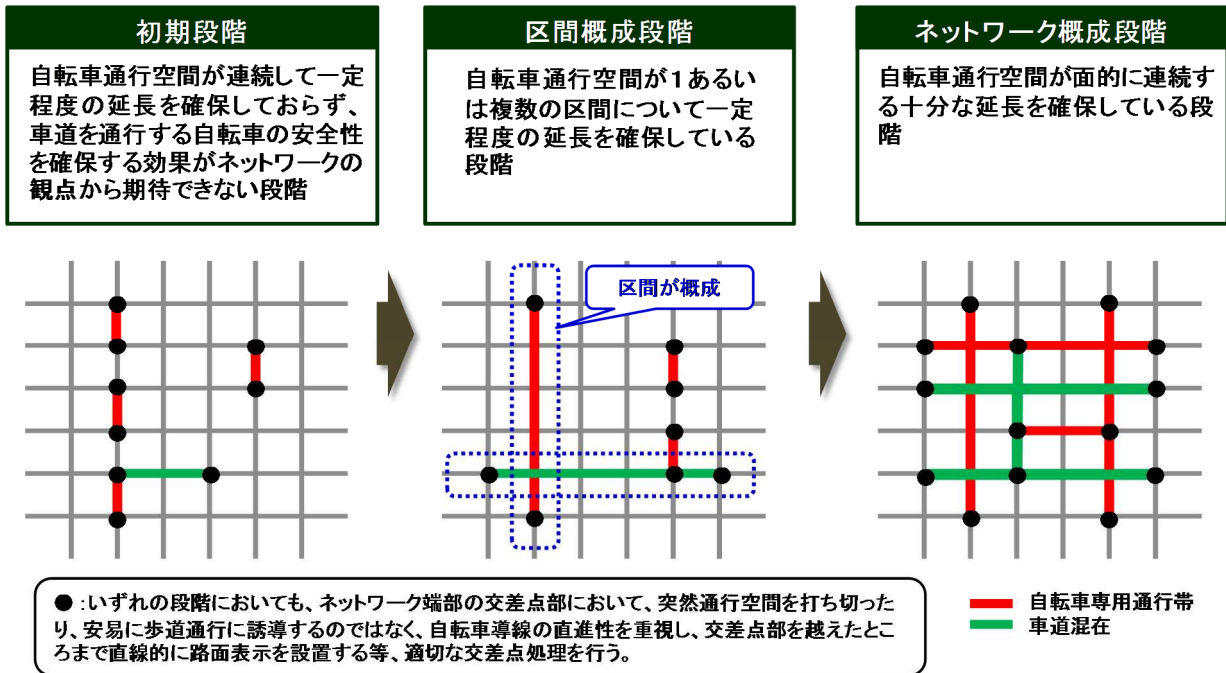 初期段階
自転車通行空間が連続して一定
程度の延長を確保しておらず、
車道を通行する自転車の安全性
を確保する効果がネットワークの
観点から期待できない段階
区間概成段階
自転車通行空間が1あるい
は複数の区間について一定
程度の延長を確保している
段階
ネットワーク概成段階
自転車通行空間が面的に連続す
る十分な延長を確保している段
階
区間が概成
●:いずれの段階においても、ネットワーク端部の交差点部において、突然通行空間を打ち切った
り、安易に歩道通行に誘導するのではなく、自転車導線の直進性を重視し、交差点部を越えたとこ
ろまで直線的に路面表示を設置する等、適切な交差点処理を行う。
自転車専用通行帯
車道混在